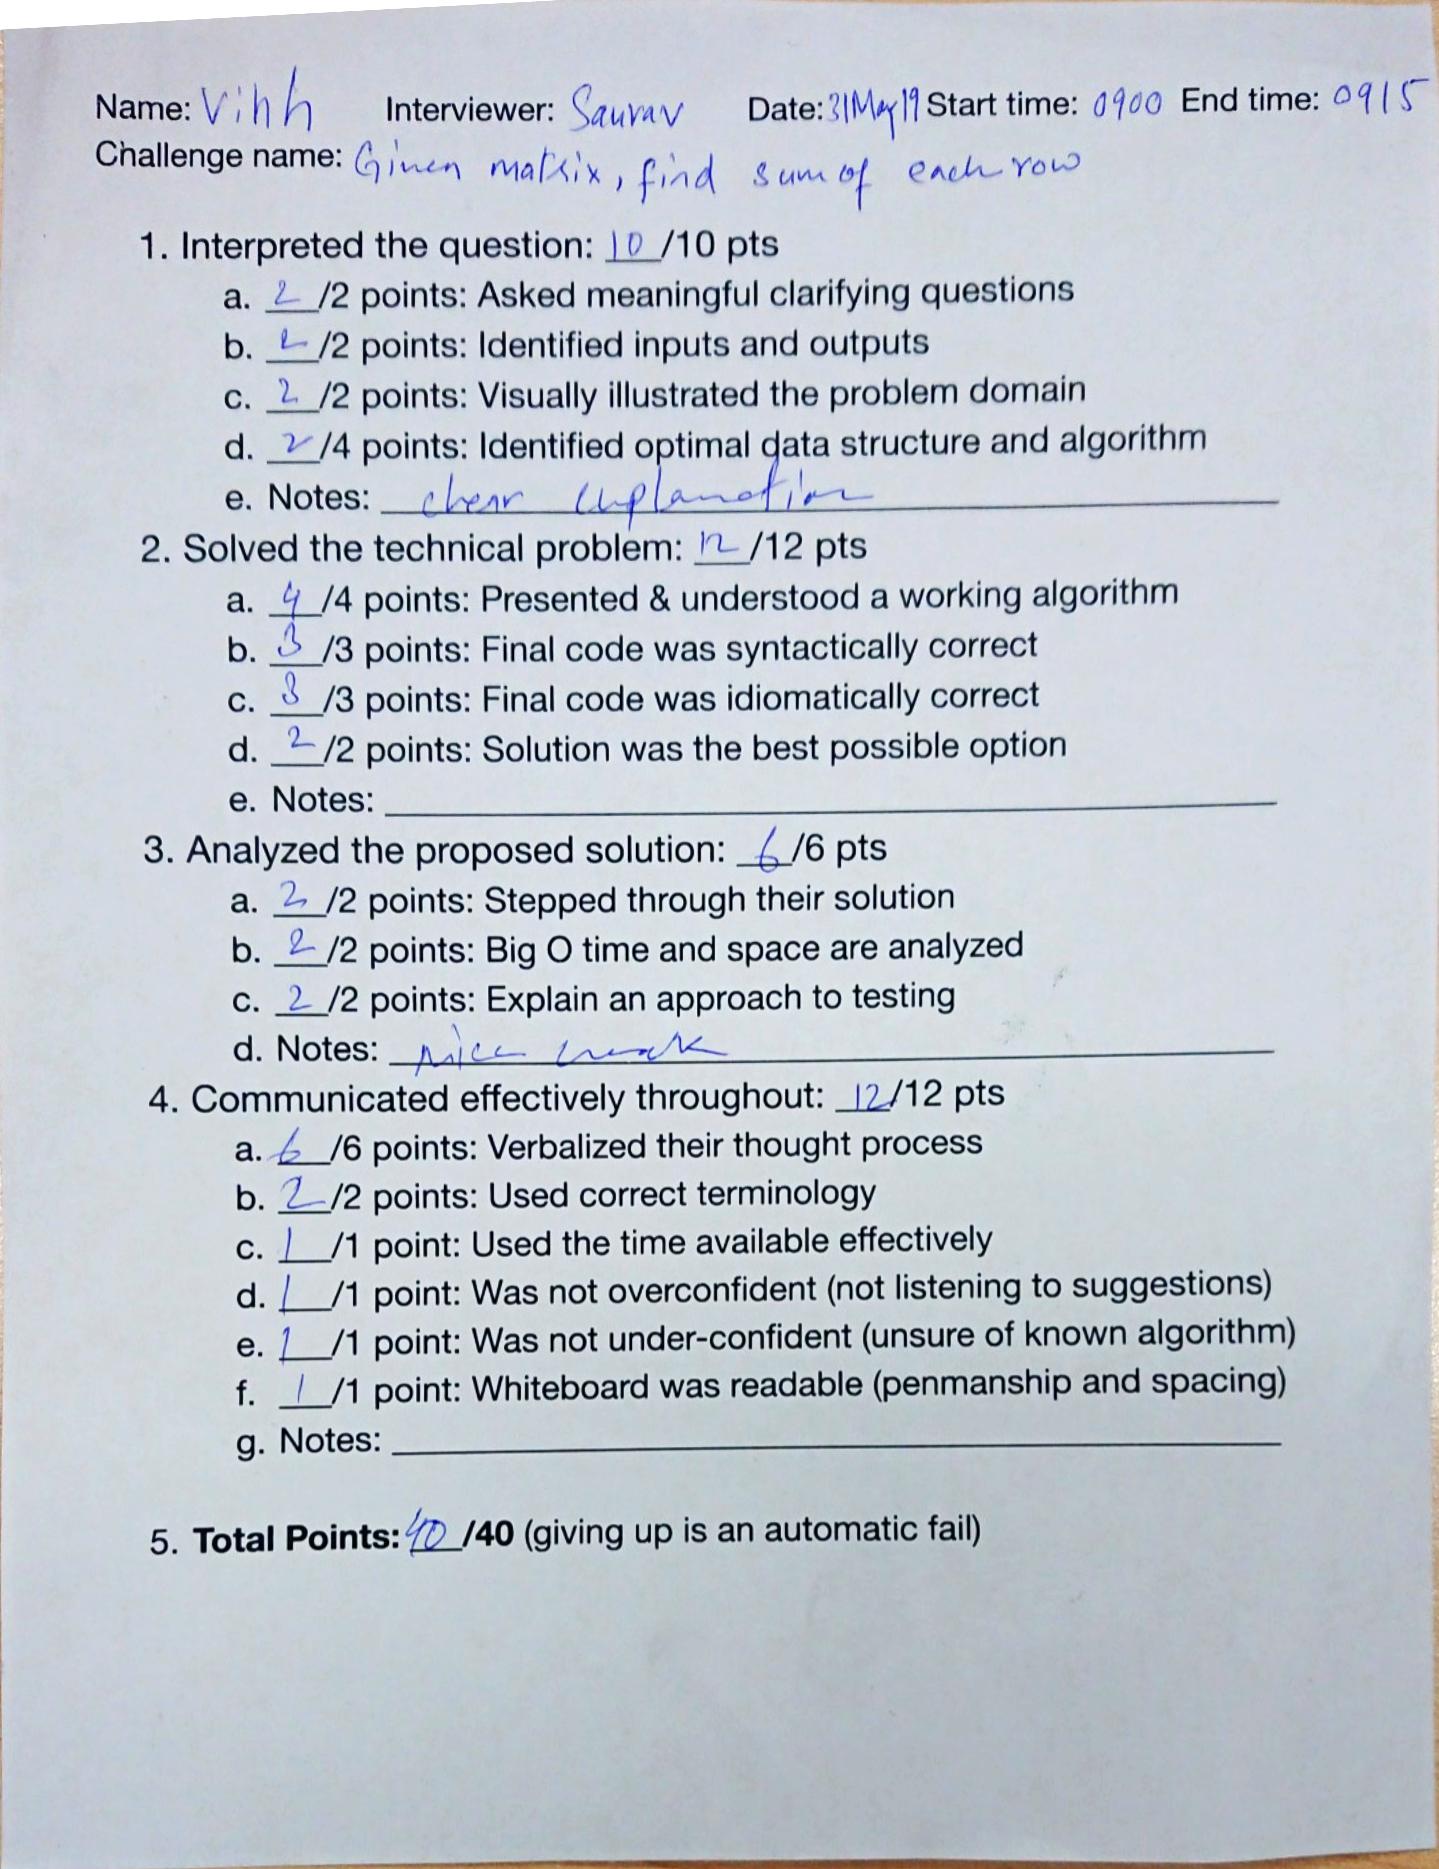 Name: Vinh Interviewer: Saurav Date: 31May19 Start time: 0900 End time: 0915
Challenge name: Given matrix, find sum of each row
1. Interpreted the question: 10/10 pts
a. 2/2 points: Asked meaningful clarifying questions
b. 2/2 points: Identified inputs and outputs
c. 2/2 points: Visually illustrated the problem domain
d. 2/4 points: Identified optimal data structure and algorithm
e. Notes: clear explanation
2. Solved the technical problem: 12/12 pts
a. 4/4 points: Presented & understood a working algorithm
b. 3/3 points: Final code was syntactically correct
c. 3/3 points: Final code was idiomatically correct
d. 2/2 points: Solution was the best possible option
e. Notes:
3. Analyzed the proposed solution: 6/6 pts
a. 2/2 points: Stepped through their solution
b. 2/2 points: Big O time and space are analyzed
c. 2/2 points: Explain an approach to testing
d. Notes: nice work
4. Communicated effectively throughout: 12/12 pts
a. 6/6 points: Verbalized their thought process
b. 2/2 points: Used correct terminology
c. 1/1 point: Used the time available effectively
d. 1/1 point: Was not overconfident (not listening to suggestions)
e. 1/1 point: Was not under-confident (unsure of known algorithm)
f. 1/1 point: Whiteboard was readable (penmanship and spacing)
g. Notes:
5. Total Points: 40/40 (giving up is an automatic fail)